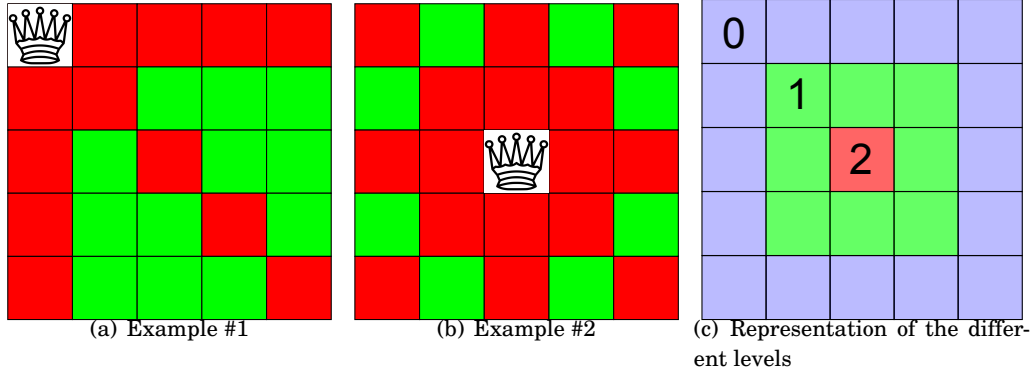 0
1
2
(a) Example #1
(b) Example #2
(c) Representation of the differ-
ent levels